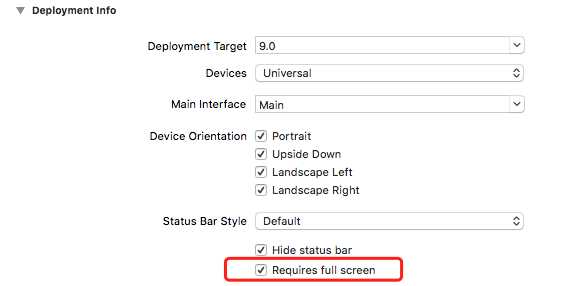 Deployment Info
Deployment Target 9.0
Devices Universal
Main Interface Main
Device Orientation Portrait
Upside Down
Landscape Left
Landscape Right
Status Bar Style Default
Hide status bar
Requires full screen